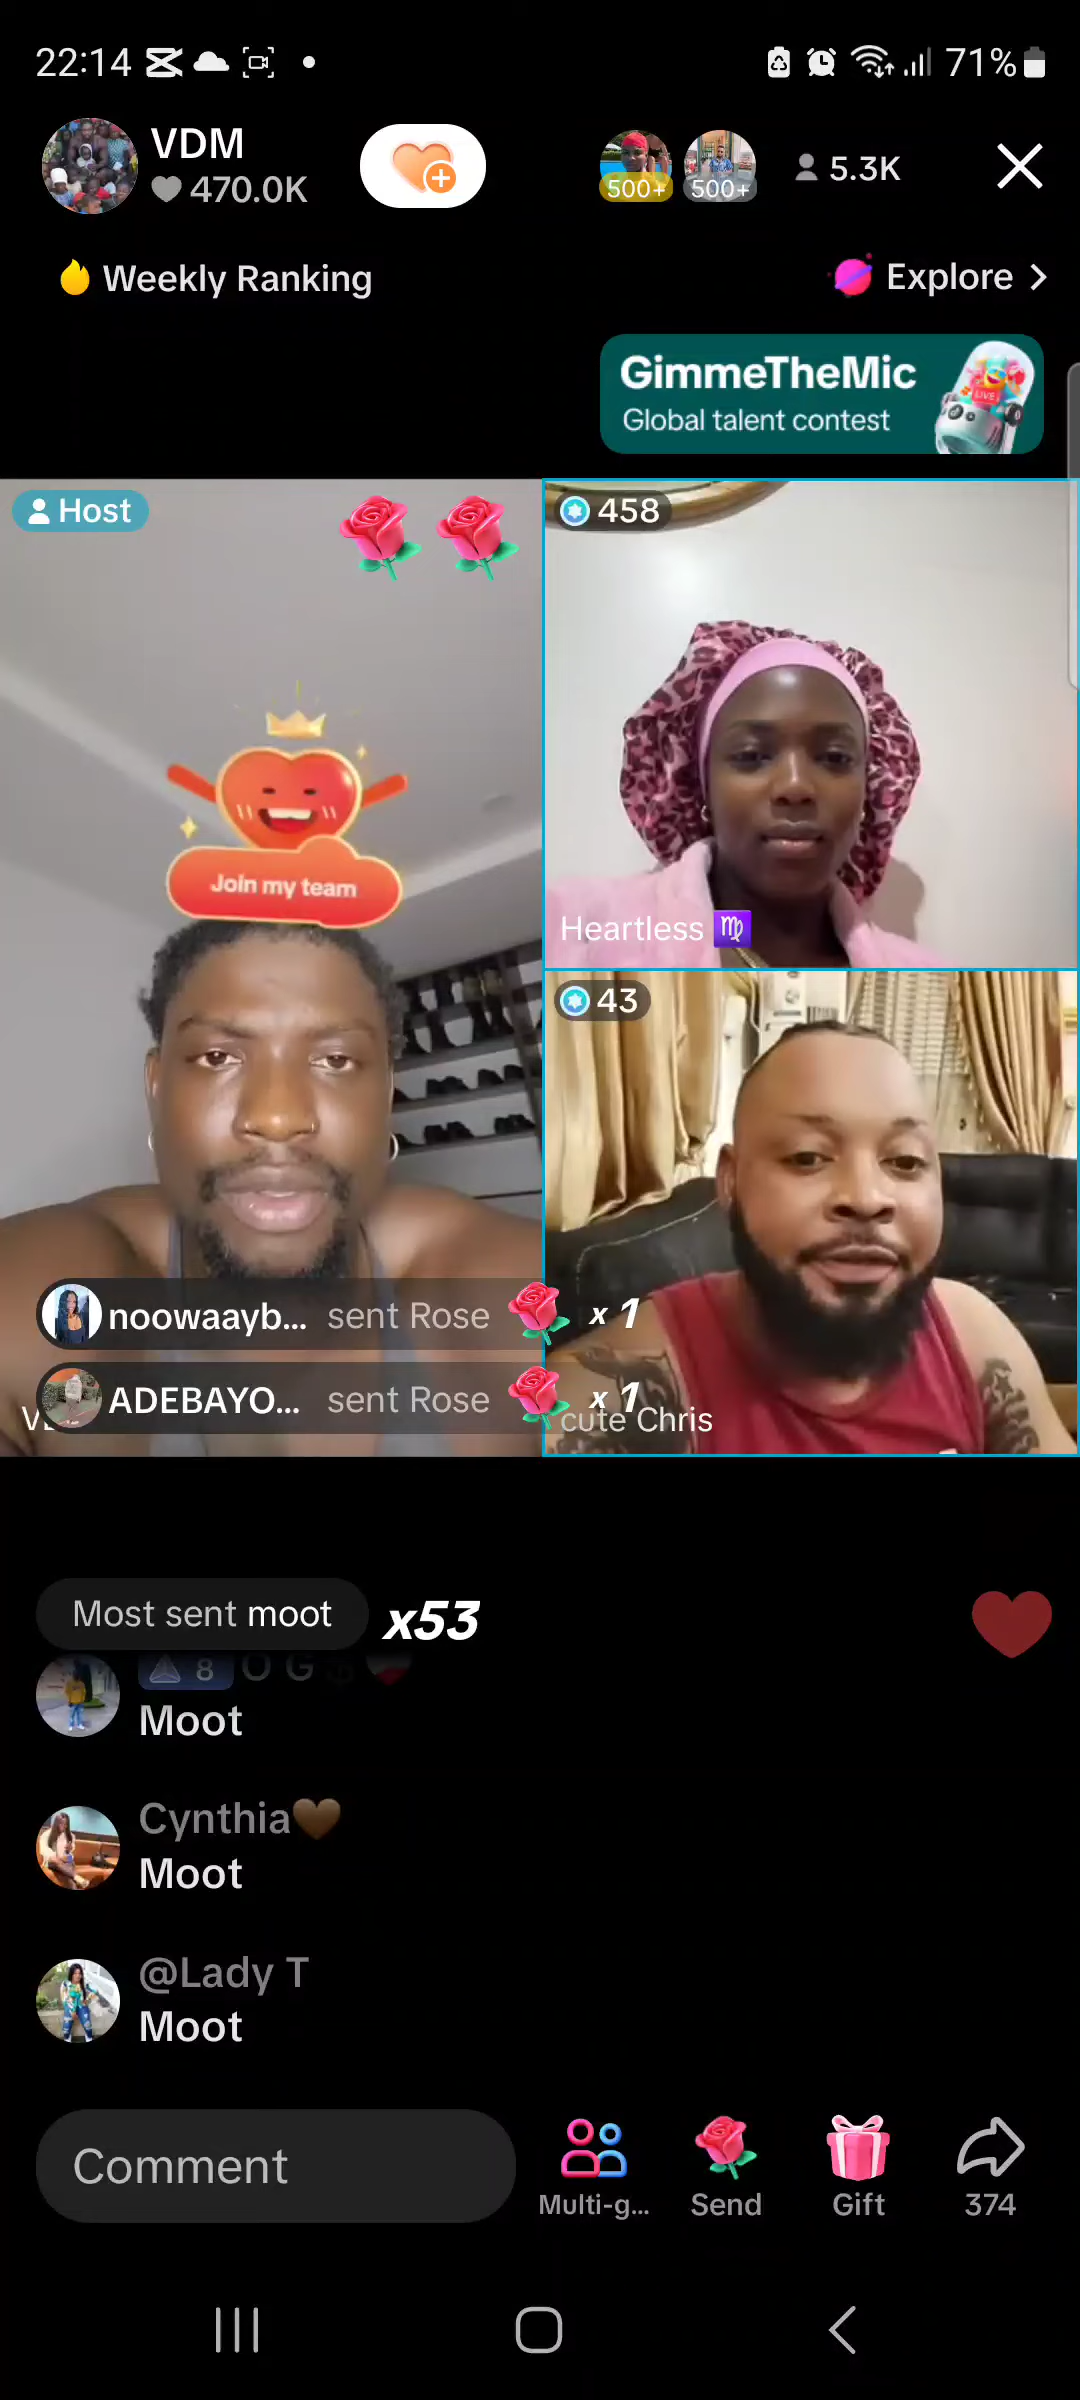 22:14
71%
VDM
470.0K
500+
500+
5.3K
Weekly Ranking
Explore
GimmeTheMic
Global talent contest
LIVE
Host
458
Join my team
Heartless
43
noowaayb... sent Rose x 1
ADEBAYO... sent Rose x 1
cute Chris
Most sent moot x53
8 O G
Moot
Cynthia
Moot
@Lady T
Moot
Comment
Multi-g...
Send
Gift
374